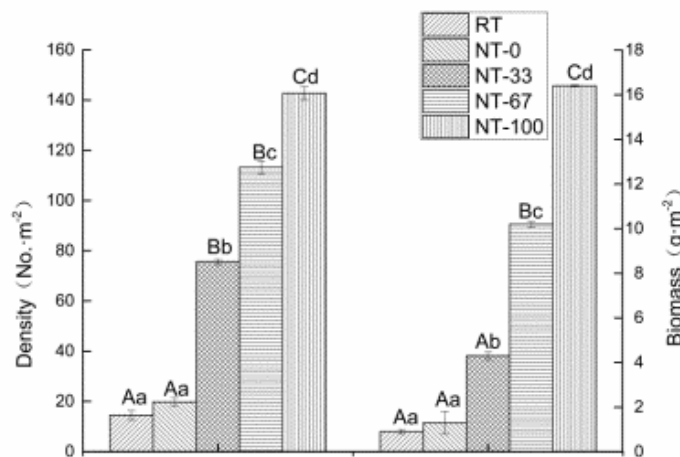 RT
NT-0
NT-33
NT-67
NT-100
160
140
120
100
80
60
40
20
0
Density（No.·m⁻²）
Aa
Aa
Bb
Bc
Cd
Aa
Aa
Ab
Bc
Cd
18
16
14
12
10
8
6
4
2
0
Biomass（g·m⁻²）